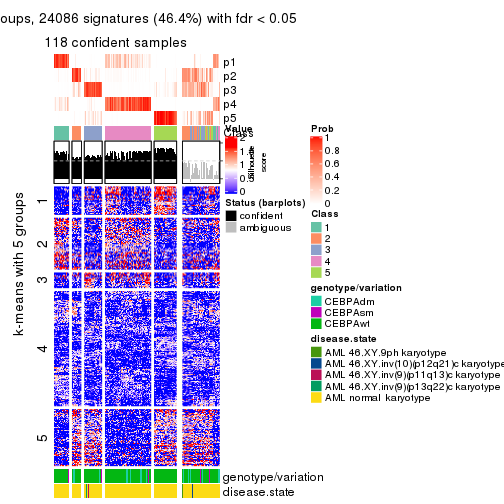 oups, 24086 signatures (46.4%) with fdr < 0.05
118 confident samples
p1
p2
p3
p4
p5
Class
Value
2
1.5
1
0.5
0
Silhouette
score
Status (barplots)
confident
ambiguous
Prob
1
0.8
0.6
0.4
0.2
0
Class
1
2
3
4
5
genotype/variation
CEBPAdm
CEBPAsm
CEBPAwt
disease.state
AML 46.XY.9ph karyotype
AML 46.XY.inv(10)(p12q21)c karyotype
AML 46.XY.inv(9)(p11q13)c karyotype
AML 46.XY.inv(9)(p13q22)c karyotype
AML normal karyotype
k-means with 5 groups
1
2
3
4
5
genotype/variation
disease.state